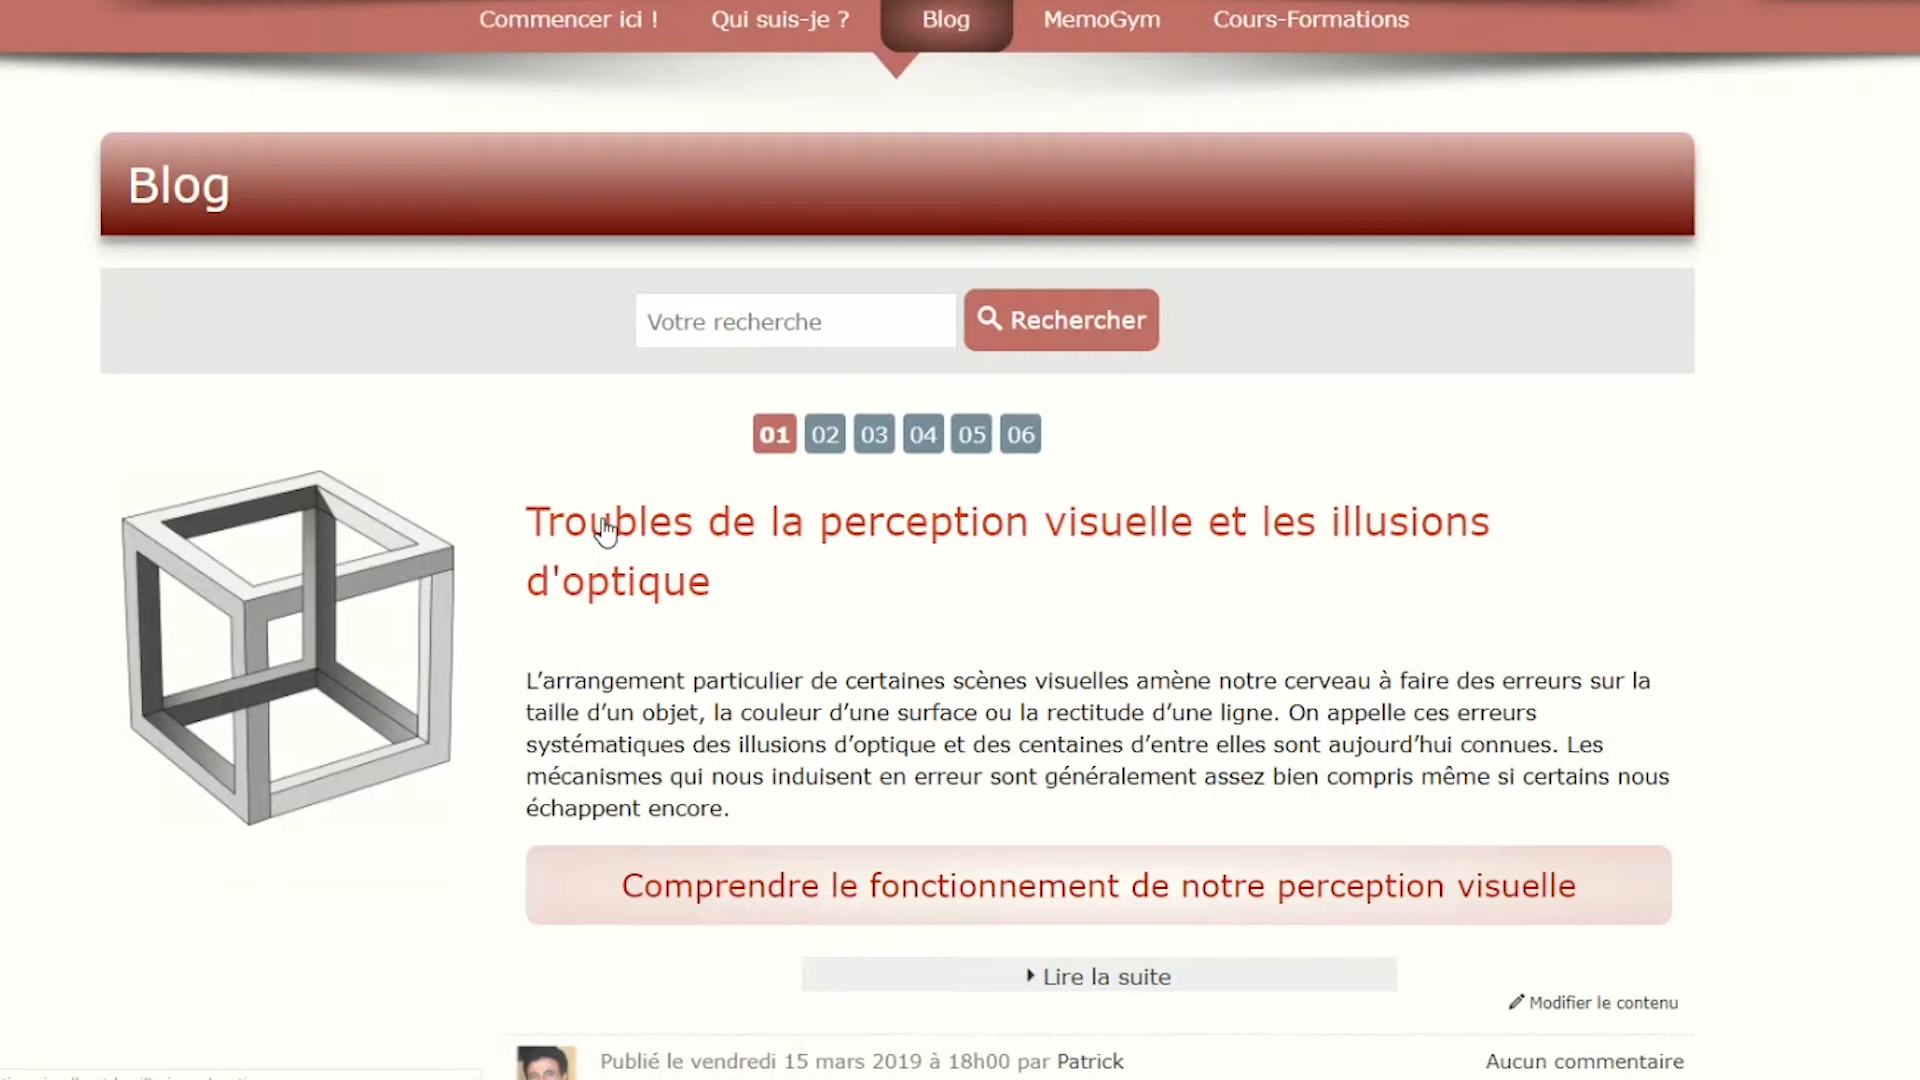 Commencer ici ! Qui suis-je ? Blog MemoGym Cours-Formations
Blog
Votre recherche Rechercher
01 02 03 04 05 06
Troubles de la perception visuelle et les illusions
d'optique
L’arrangement particulier de certaines scènes visuelles amène notre cerveau à faire des erreurs sur la
taille d’un objet, la couleur d’une surface ou la rectitude d’une ligne. On appelle ces erreurs
systématiques des illusions d’optique et des centaines d’entre elles sont aujourd’hui connues. Les
mécanismes qui nous induisent en erreur sont généralement assez bien compris même si certains nous
échappent encore.
Comprendre le fonctionnement de notre perception visuelle
Lire la suite
Modifier le contenu
Publié le vendredi 15 mars 2019 à 18h00 par Patrick Aucun commentaire